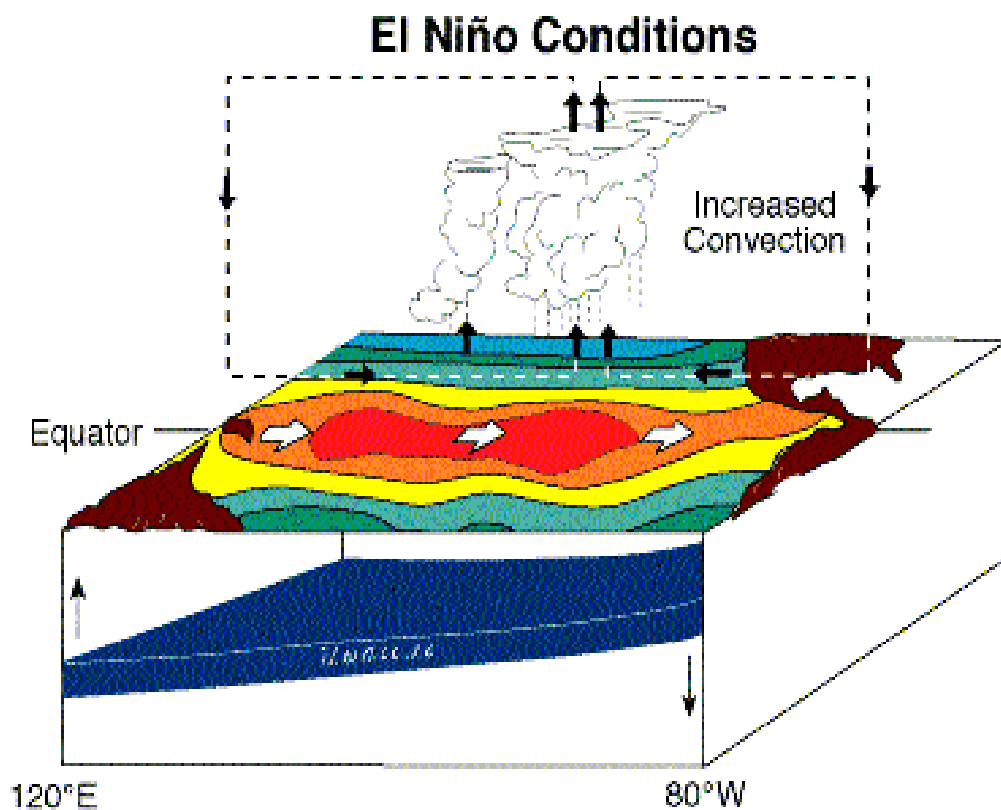 El Niño Conditions
Increased
Convection
Equator
120°E
80°W